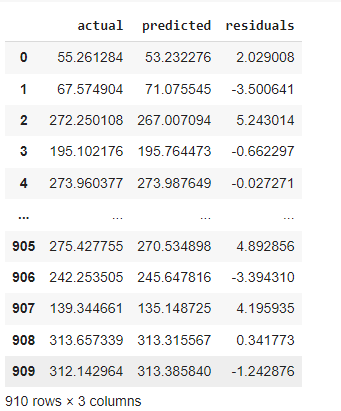 actual predicted residuals
0 55.261284 53.232276 2.029008
1 67.574904 71.075545 -3.500641
2 272.250108 267.007094 5.243014
3 195.102176 195.764473 -0.662297
4 273.960377 273.987649 -0.027271
... ... ... ...
905 275.427755 270.534898 4.892856
906 242.253505 245.647816 -3.394310
907 139.344661 135.148725 4.195935
908 313.657339 313.315567 0.341773
909 312.142964 313.385840 -1.242876
910 rows × 3 columns